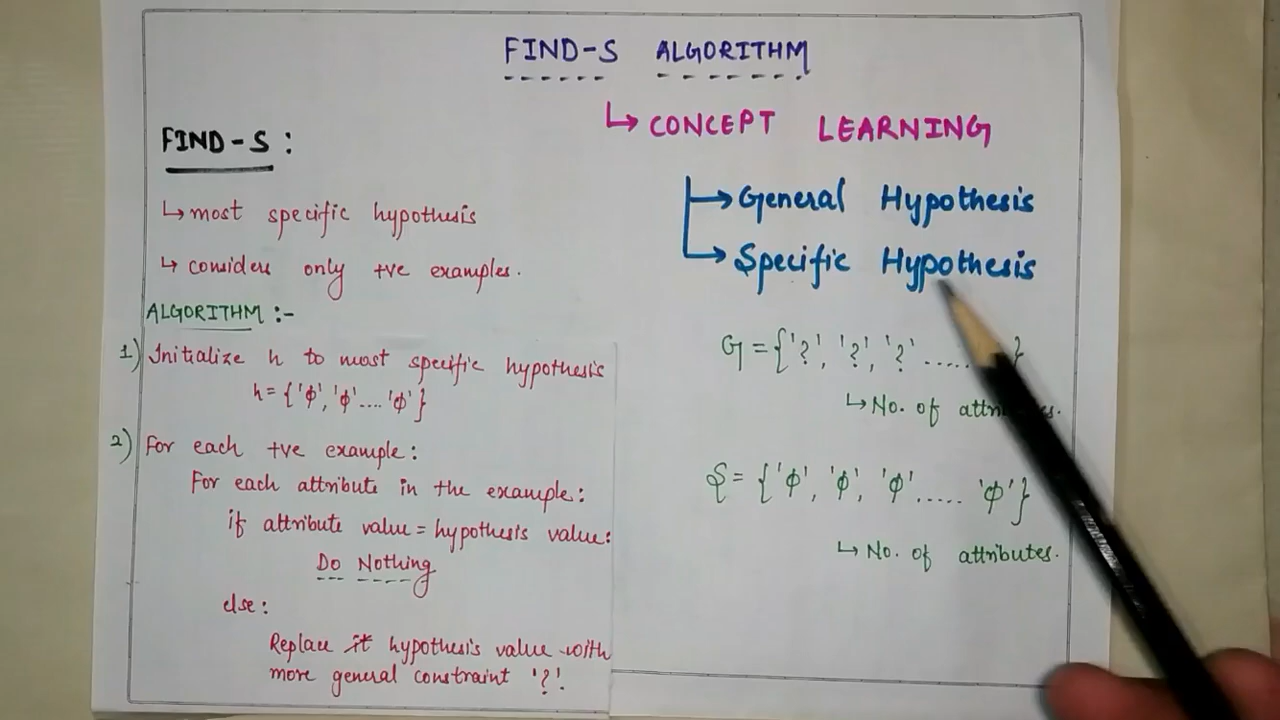 FIND-S ALGORITHM
↳ CONCEPT LEARNING
→ General Hypothesis
→ Specific Hypothesis
G = {'?', '?', '?' ..... }
↳ No. of
S = {'φ', 'φ', 'φ' ..... 'φ'}
↳ No. of attributes.
FIND-S :
↳ most specific hypothesis
↳ considers only +ve examples.
ALGORITHM :-
1) Initialize h to most specific hypothesis
h = {'φ', 'φ' .... 'φ'}
2) For each +ve example:
For each attribute in the example:
if attribute value = hypothesis value:
Do Nothing
else:
Replace hypothesis value with
more general constraint '?'.